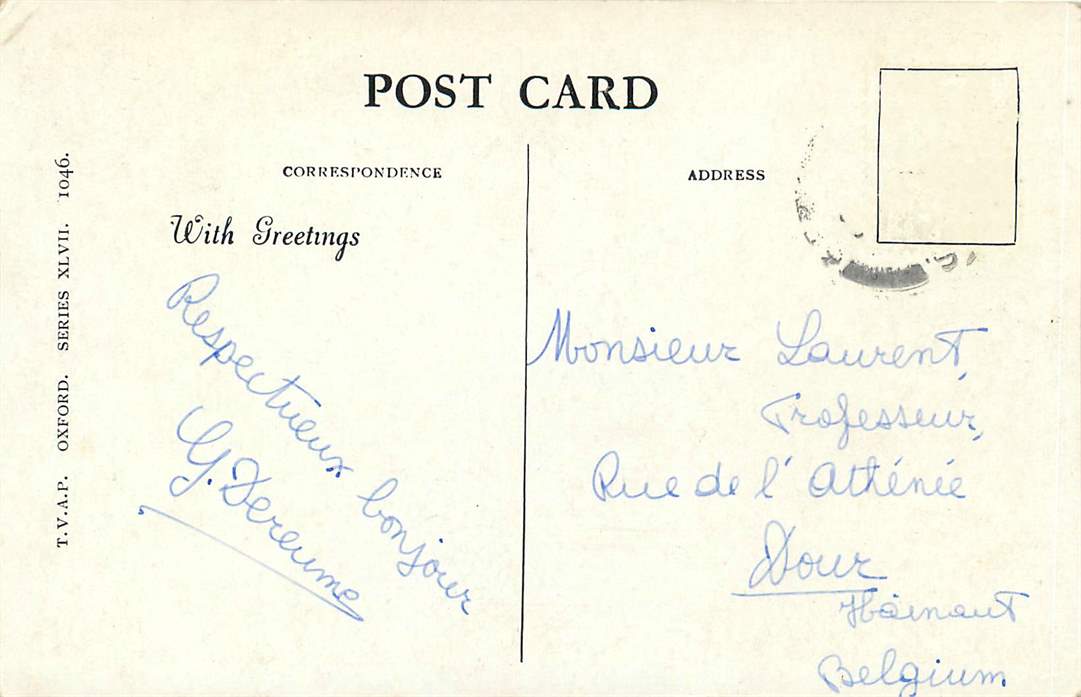 POST CARD
CORRESPONDENCE
ADDRESS
With Greetings
Respectueux bonjour
G. Dereume
Monsieur Laurent,
Professeur,
Rue de l'Athénée
Dour
Hainaut
Belgium
T.V.A.P. OXFORD. SERIES XLVII. 1046.